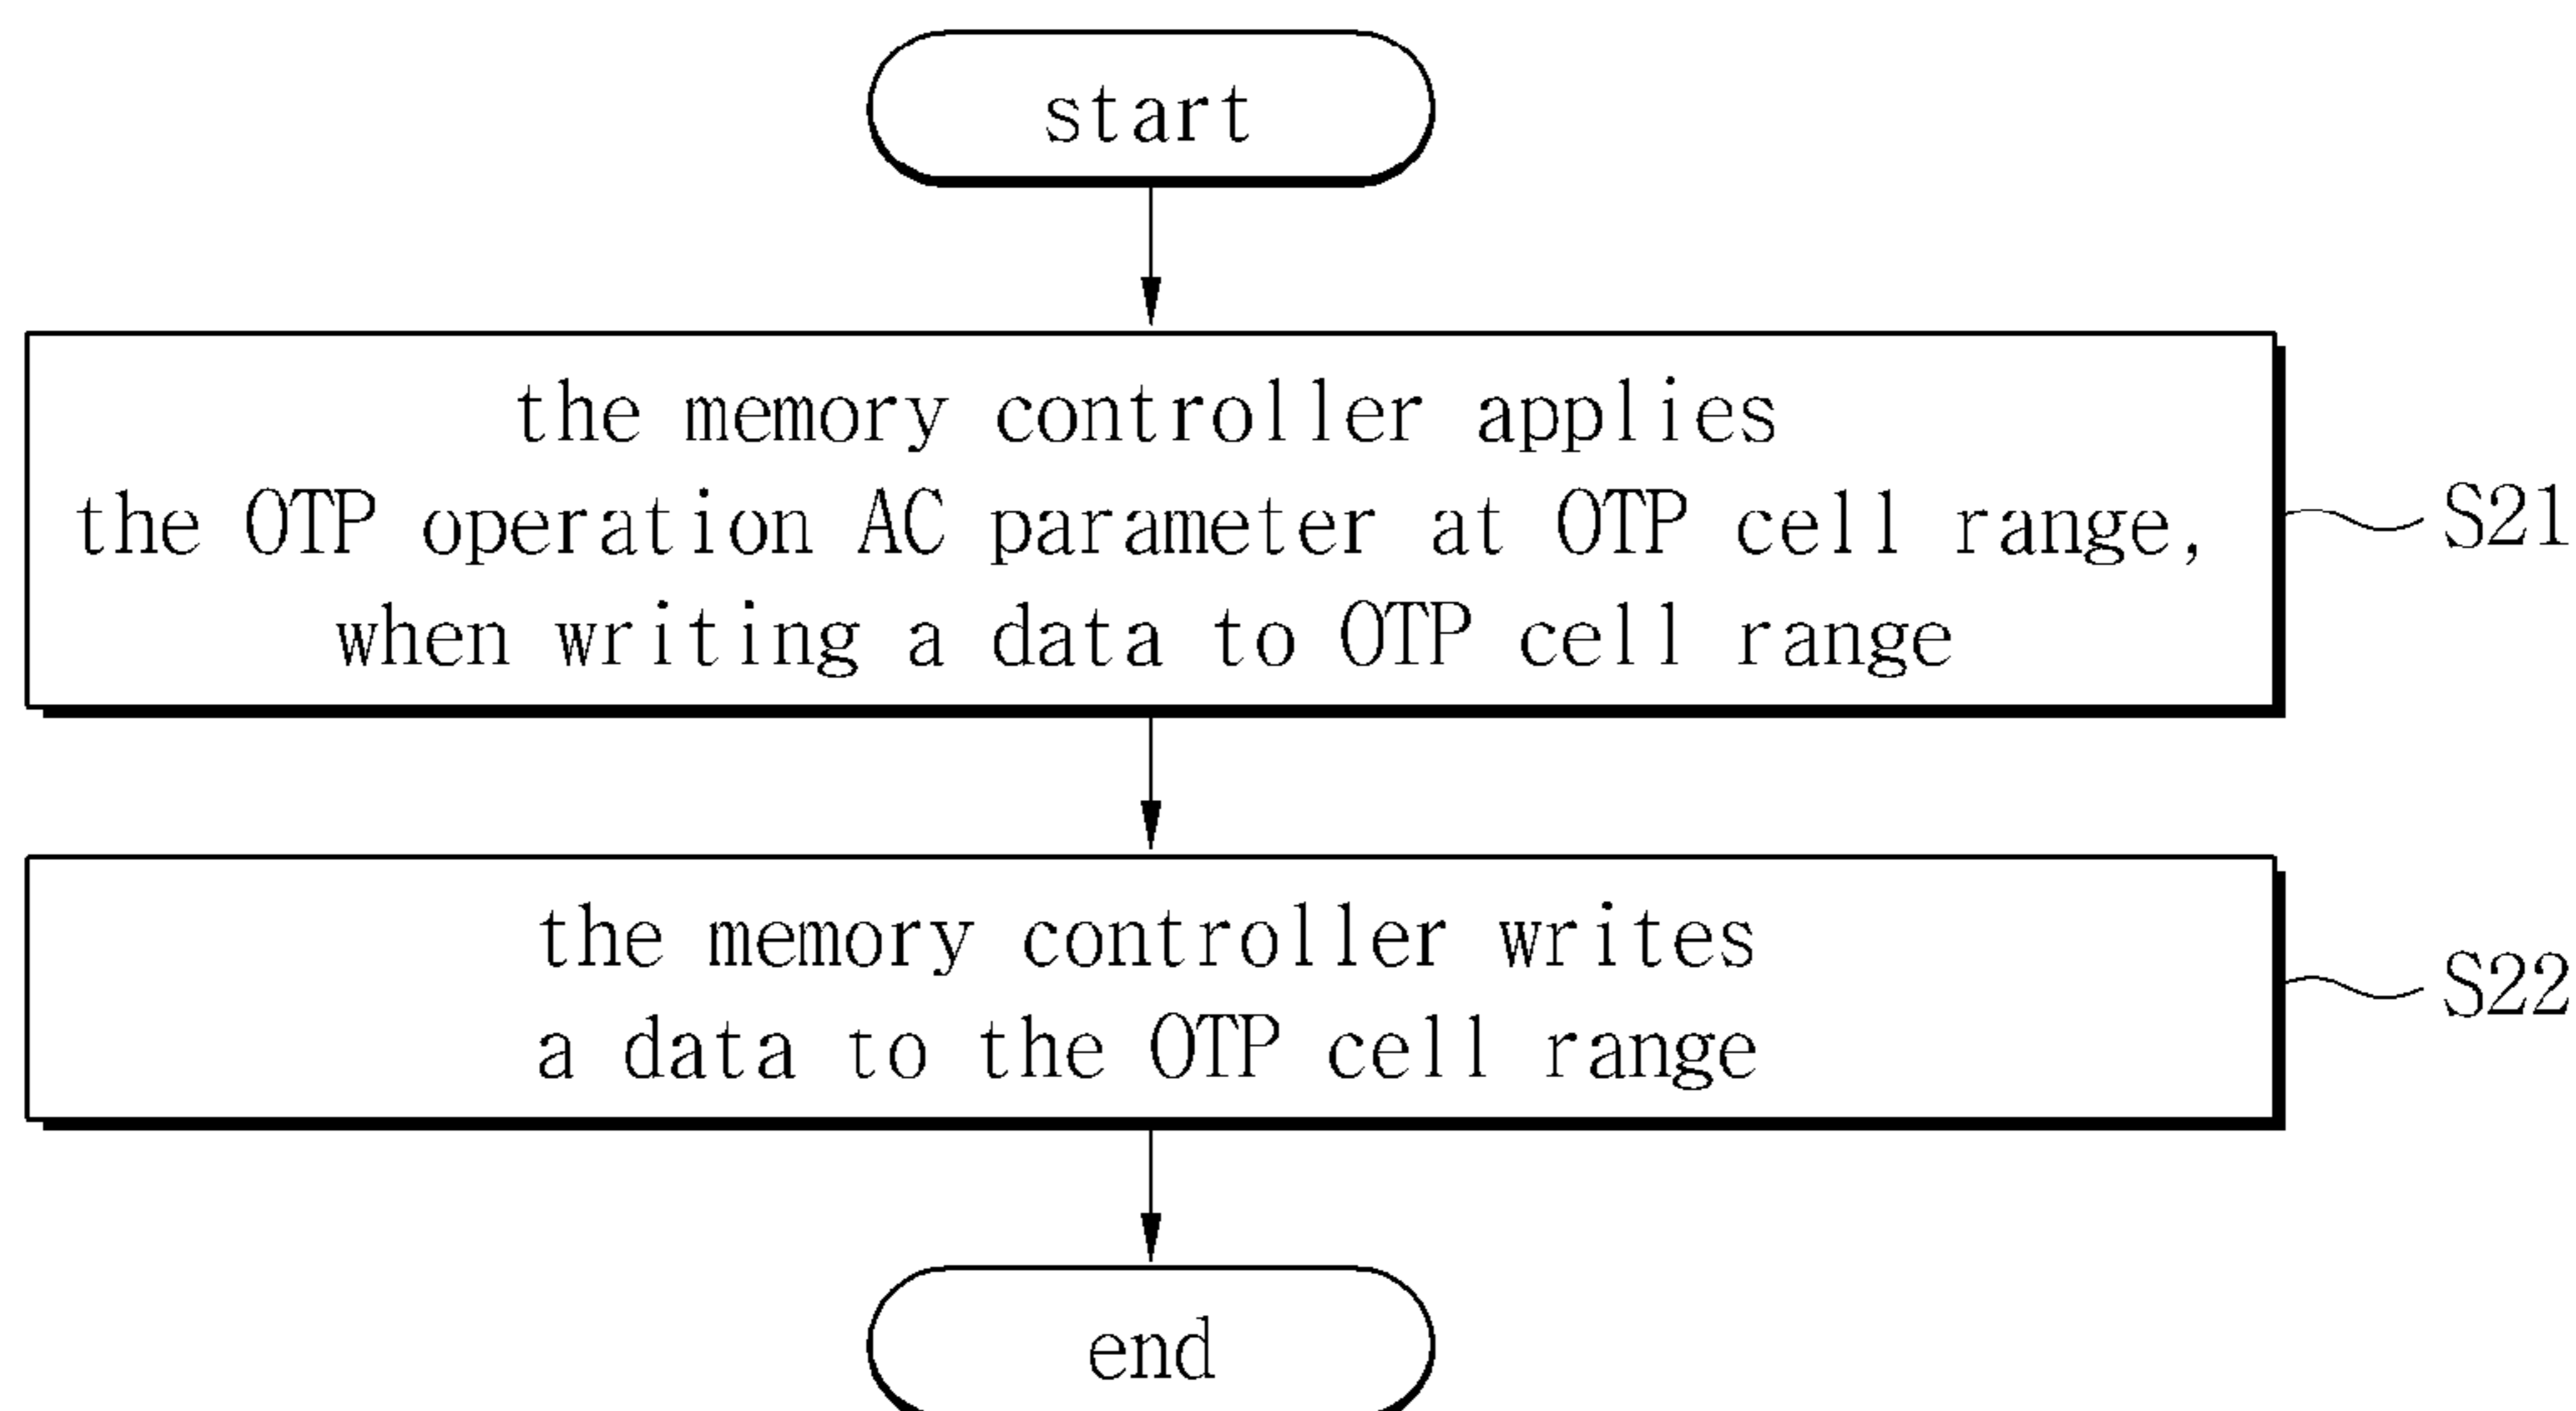 start
the memory controller applies
the OTP operation AC parameter at OTP cell range,
when writing a data to OTP cell range
S21
the memory controller writes
a data to the OTP cell range
S22
end